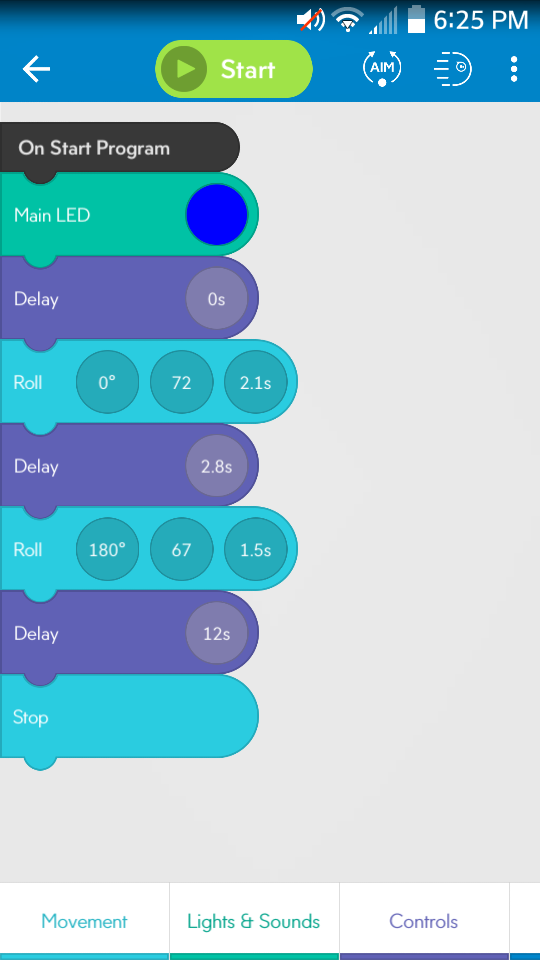 6:25 PM
Start
AIM
On Start Program
Main LED
Delay 0s
Roll 0° 72 2.1s
Delay 2.8s
Roll 180° 67 1.5s
Delay 12s
Stop
Movement Lights & Sounds Controls